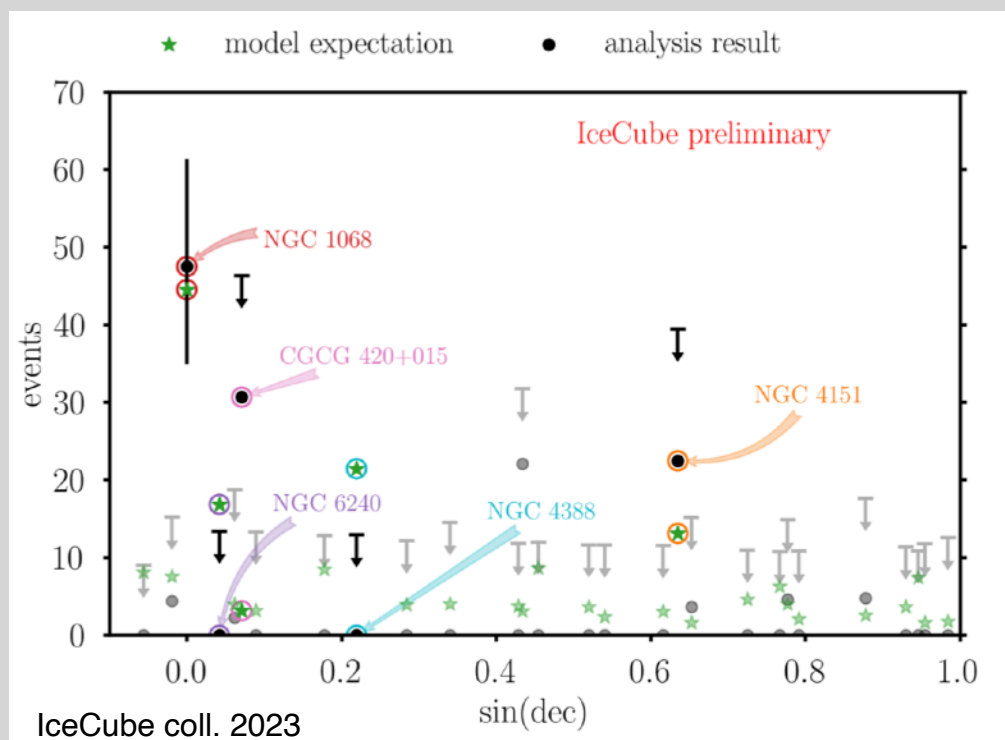 model expectation analysis result
70
IceCube preliminary
60
NGC 1068
50
40
CGCG 420+015
30
NGC 4151
20
NGC 6240
NGC 4388
10
0
events
0.0 0.2 0.4 0.6 0.8 1.0
sin(dec)
IceCube coll. 2023